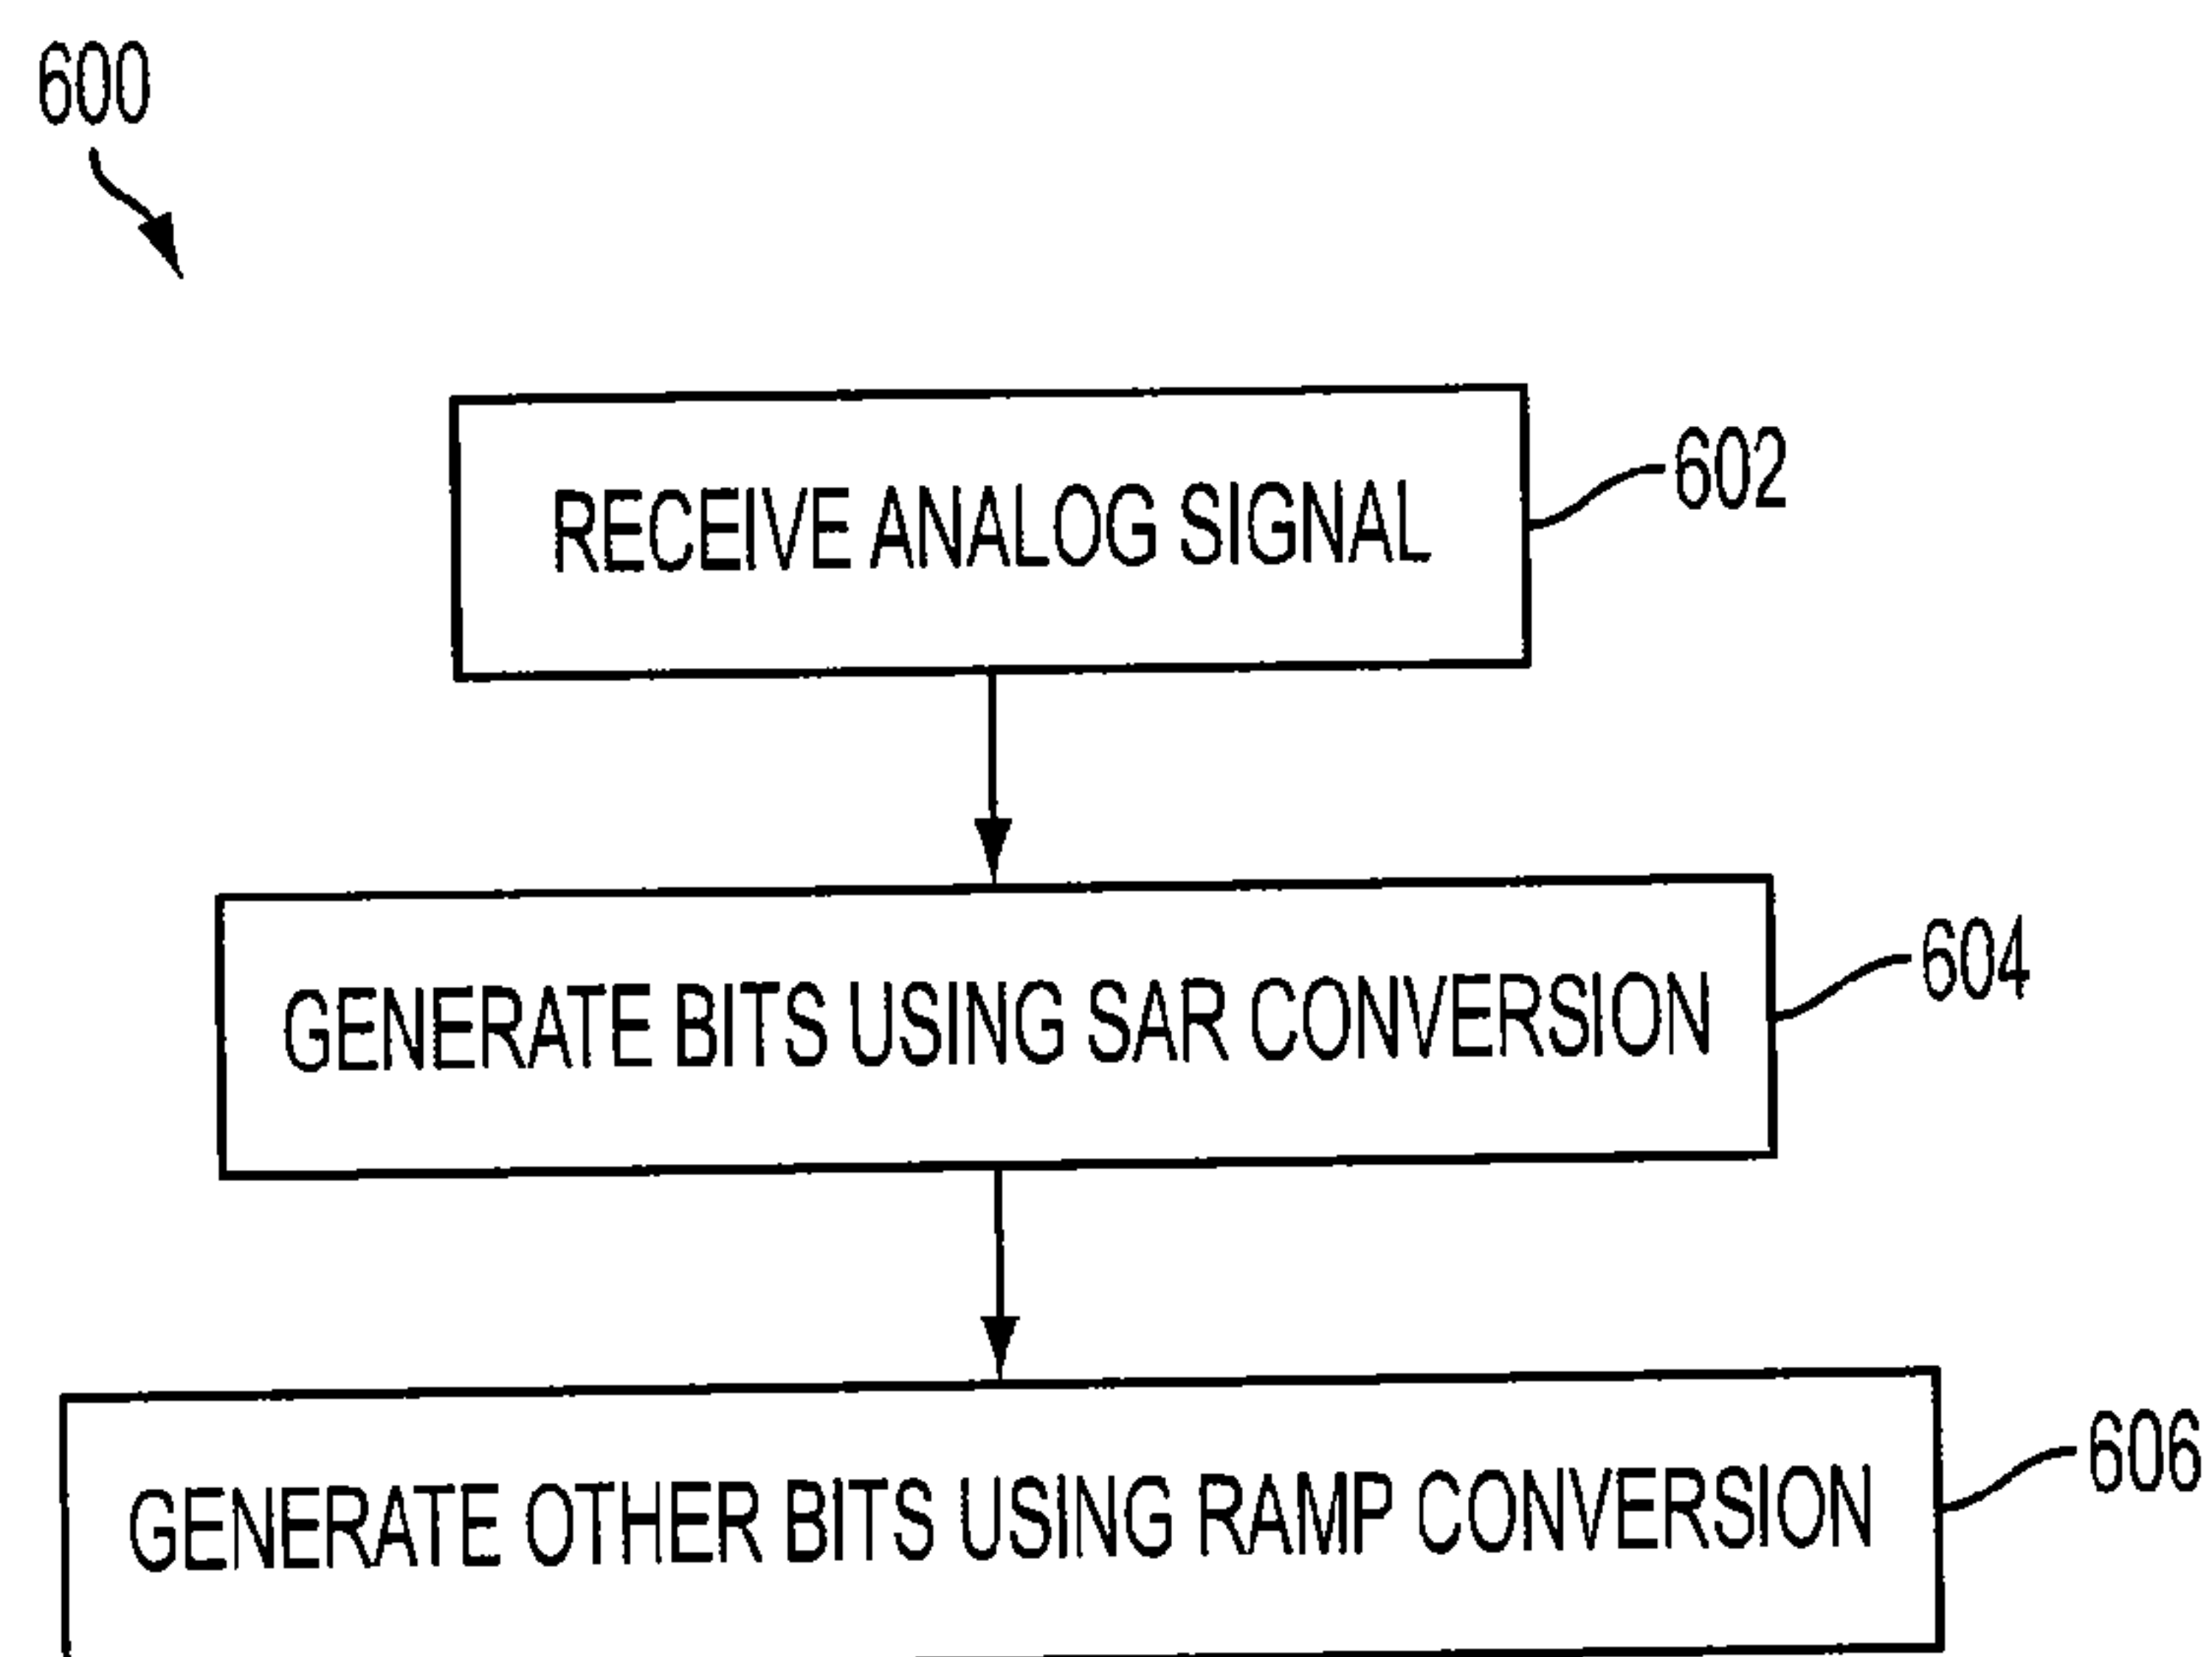 600
RECEIVE ANALOG SIGNAL
602
GENERATE BITS USING SAR CONVERSION
604
GENERATE OTHER BITS USING RAMP CONVERSION
606